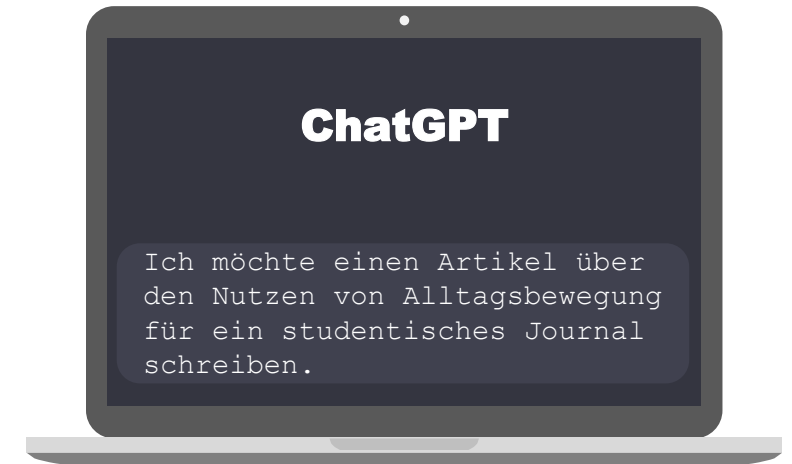 ChatGPT
Ich möchte einen Artikel über
den Nutzen von Alltagsbewegung
für ein studentisches Journal
schreiben.